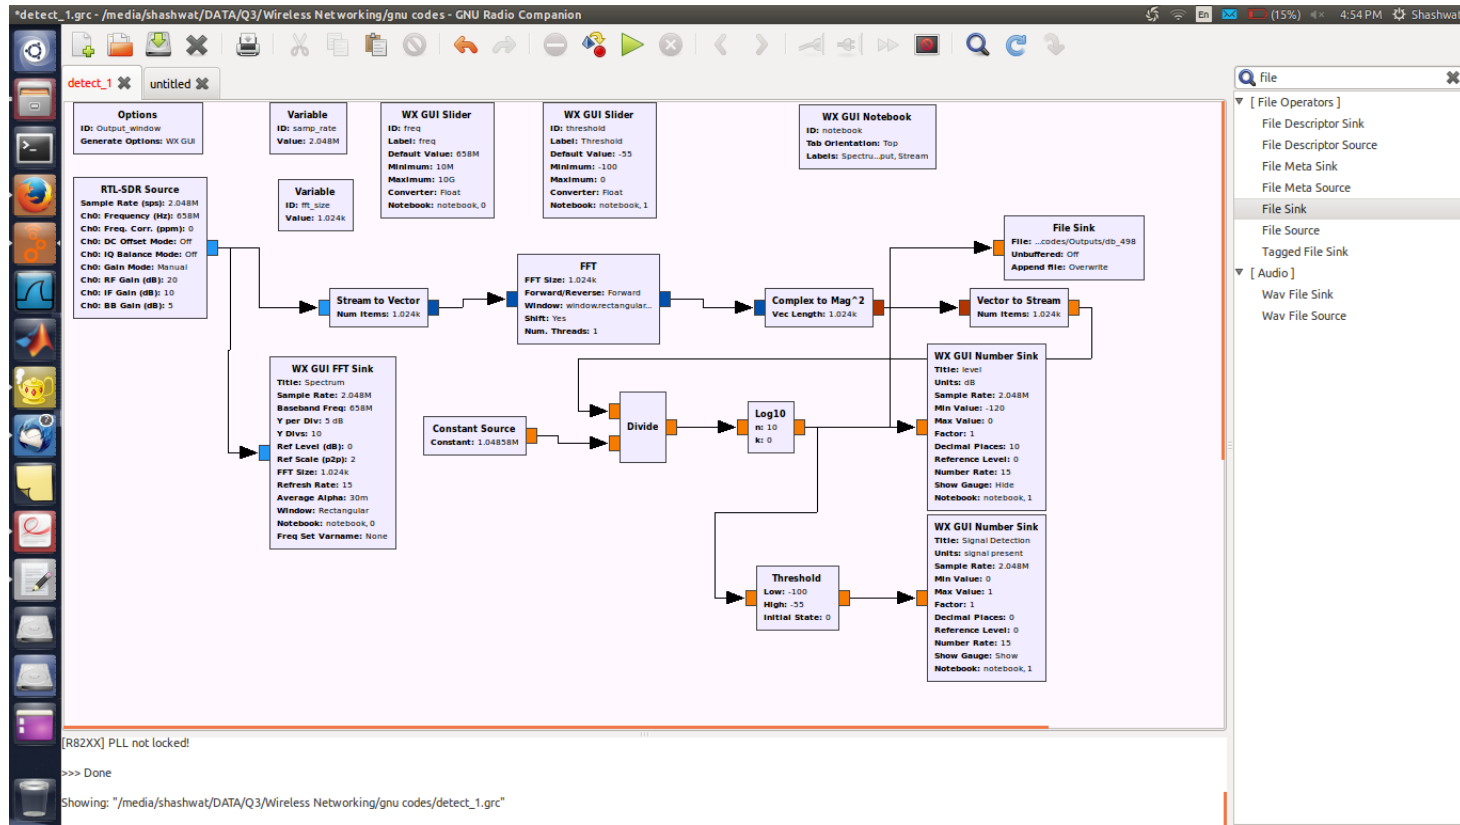 *detect_1.grc - /media/shashwat/DATA/Q3/Wireless Networking/gnu codes - GNU Radio Companion
En (15%) 4:54 PM Shashwat
detect_1 untitled
file
[ File Operators ]
File Descriptor Sink
File Descriptor Source
File Meta Sink
File Meta Source
File Sink
File Source
Tagged File Sink
[ Audio ]
Wav File Sink
Wav File Source
Options
ID: Output_window
Generate Options: WX GUI
Variable
ID: samp_rate
Value: 2.048M
WX GUI Slider
ID: freq
Label: freq
Default Value: 658M
Minimum: 10M
Maximum: 10G
Converter: Float
Notebook: notebook, 0
WX GUI Slider
ID: threshold
Label: Threshold
Default Value: -55
Minimum: -100
Maximum: 0
Converter: Float
Notebook: notebook, 1
WX GUI Notebook
ID: notebook
Tab Orientation: Top
Labels: Spectru...put, Stream
RTL-SDR Source
Sample Rate (sps): 2.048M
Ch0: Frequency (Hz): 658M
Ch0: Freq. Corr. (ppm): 0
Ch0: DC Offset Mode: Off
Ch0: IQ Balance Mode: Off
Ch0: Gain Mode: Manual
Ch0: RF Gain (dB): 20
Ch0: IF Gain (dB): 10
Ch0: BB Gain (dB): 5
Variable
ID: fft_size
Value: 1.024k
File Sink
File: ...codes/Outputs/db_498
Unbuffered: Off
Append file: Overwrite
Stream to Vector
Num Items: 1.024k
FFT
FFT Size: 1.024k
Forward/Reverse: Forward
Window: window.rectangular...
Shift: Yes
Num. Threads: 1
Complex to Mag^2
Vec Length: 1.024k
Vector to Stream
Num Items: 1.024k
WX GUI FFT Sink
Title: Spectrum
Sample Rate: 2.048M
Baseband Freq: 658M
Y per Div: 5 dB
Y Divs: 10
Ref Level (dB): 0
Ref Scale (p2p): 2
FFT Size: 1.024k
Refresh Rate: 15
Average Alpha: 30m
Window: Rectangular
Notebook: notebook, 0
Freq Set Varname: None
Constant Source
Constant: 1.04858M
Divide
Log10
n: 10
k: 0
WX GUI Number Sink
Title: level
Units: dB
Sample Rate: 2.048M
Min Value: -120
Max Value: 0
Factor: 1
Decimal Places: 10
Reference Level: 0
Number Rate: 15
Show Gauge: Hide
Notebook: notebook, 1
Threshold
Low: -100
High: -55
Initial State: 0
WX GUI Number Sink
Title: Signal Detection
Units: signal present
Sample Rate: 2.048M
Min Value: 0
Max Value: 1
Factor: 1
Decimal Places: 0
Reference Level: 0
Number Rate: 15
Show Gauge: Show
Notebook: notebook, 1
[R82XX] PLL not locked!
>>> Done
Showing: "/media/shashwat/DATA/Q3/Wireless Networking/gnu codes/detect_1.grc"